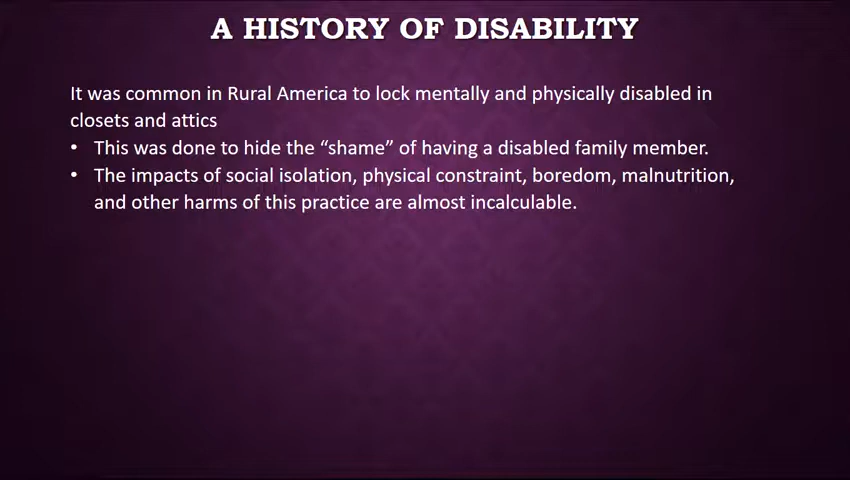 A HISTORY OF DISABILITY
It was common in Rural America to lock mentally and physically disabled in
closets and attics
• This was done to hide the “shame” of having a disabled family member.
• The impacts of social isolation, physical constraint, boredom, malnutrition,
and other harms of this practice are almost incalculable.